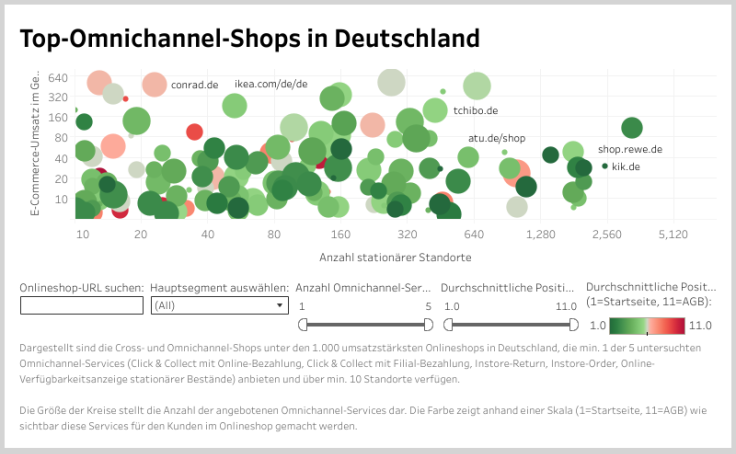 Top-Omnichannel-Shops in Deutschland
E-Commerce-Umsatz im Ge..
640
320
160
80
40
20
10
conrad.de
ikea.com/de/de
tchibo.de
atu.de/shop
shop.rewe.de
kik.de
10 20 40 80 160 320 640 1,280 2,560 5,120
Anzahl stationärer Standorte
Onlineshop-URL suchen:
Hauptsegment auswählen:
(All)
Anzahl Omnichannel-Ser...
1 5
Durchschnittliche Positi...
1.0 11.0
Durchschnittliche Posit...
(1=Startseite, 11=AGB):
1.0 11.0
Dargestellt sind die Cross- und Omnichannel-Shops unter den 1.000 umsatzstärksten Onlineshops in Deutschland, die min. 1 der 5 untersuchten
Omnichannel-Services (Click & Collect mit Online-Bezahlung, Click & Collect mit Filial-Bezahlung, Instore-Return, Instore-Order, Online-
Verfügbarkeitsanzeige stationärer Bestände) anbieten und über min. 10 Standorte verfügen.
Die Größe der Kreise stellt die Anzahl der angebotenen Omnichannel-Services dar. Die Farbe zeigt anhand einer Skala (1=Startseite, 11=AGB) wie
sichtbar diese Services für den Kunden im Onlineshop gemacht werden.